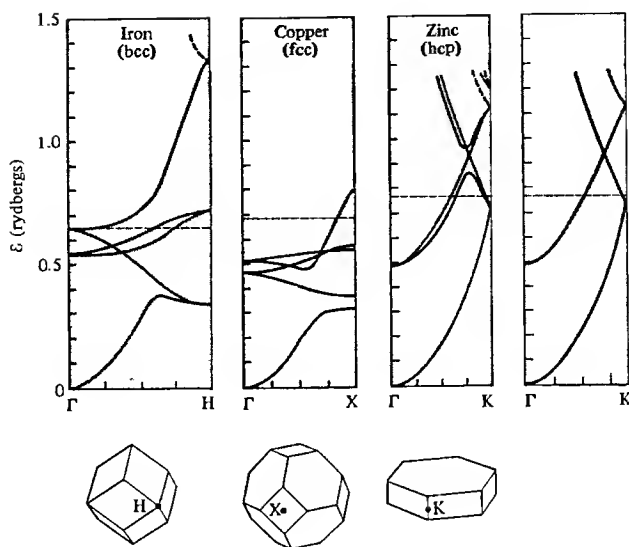 1.5
Iron
(bcc)
Copper
(fcc)
Zinc
(hcp)
1.0
ℰ (rydbergs)
0.5
0
Γ H Γ X Γ K Γ K
H X K